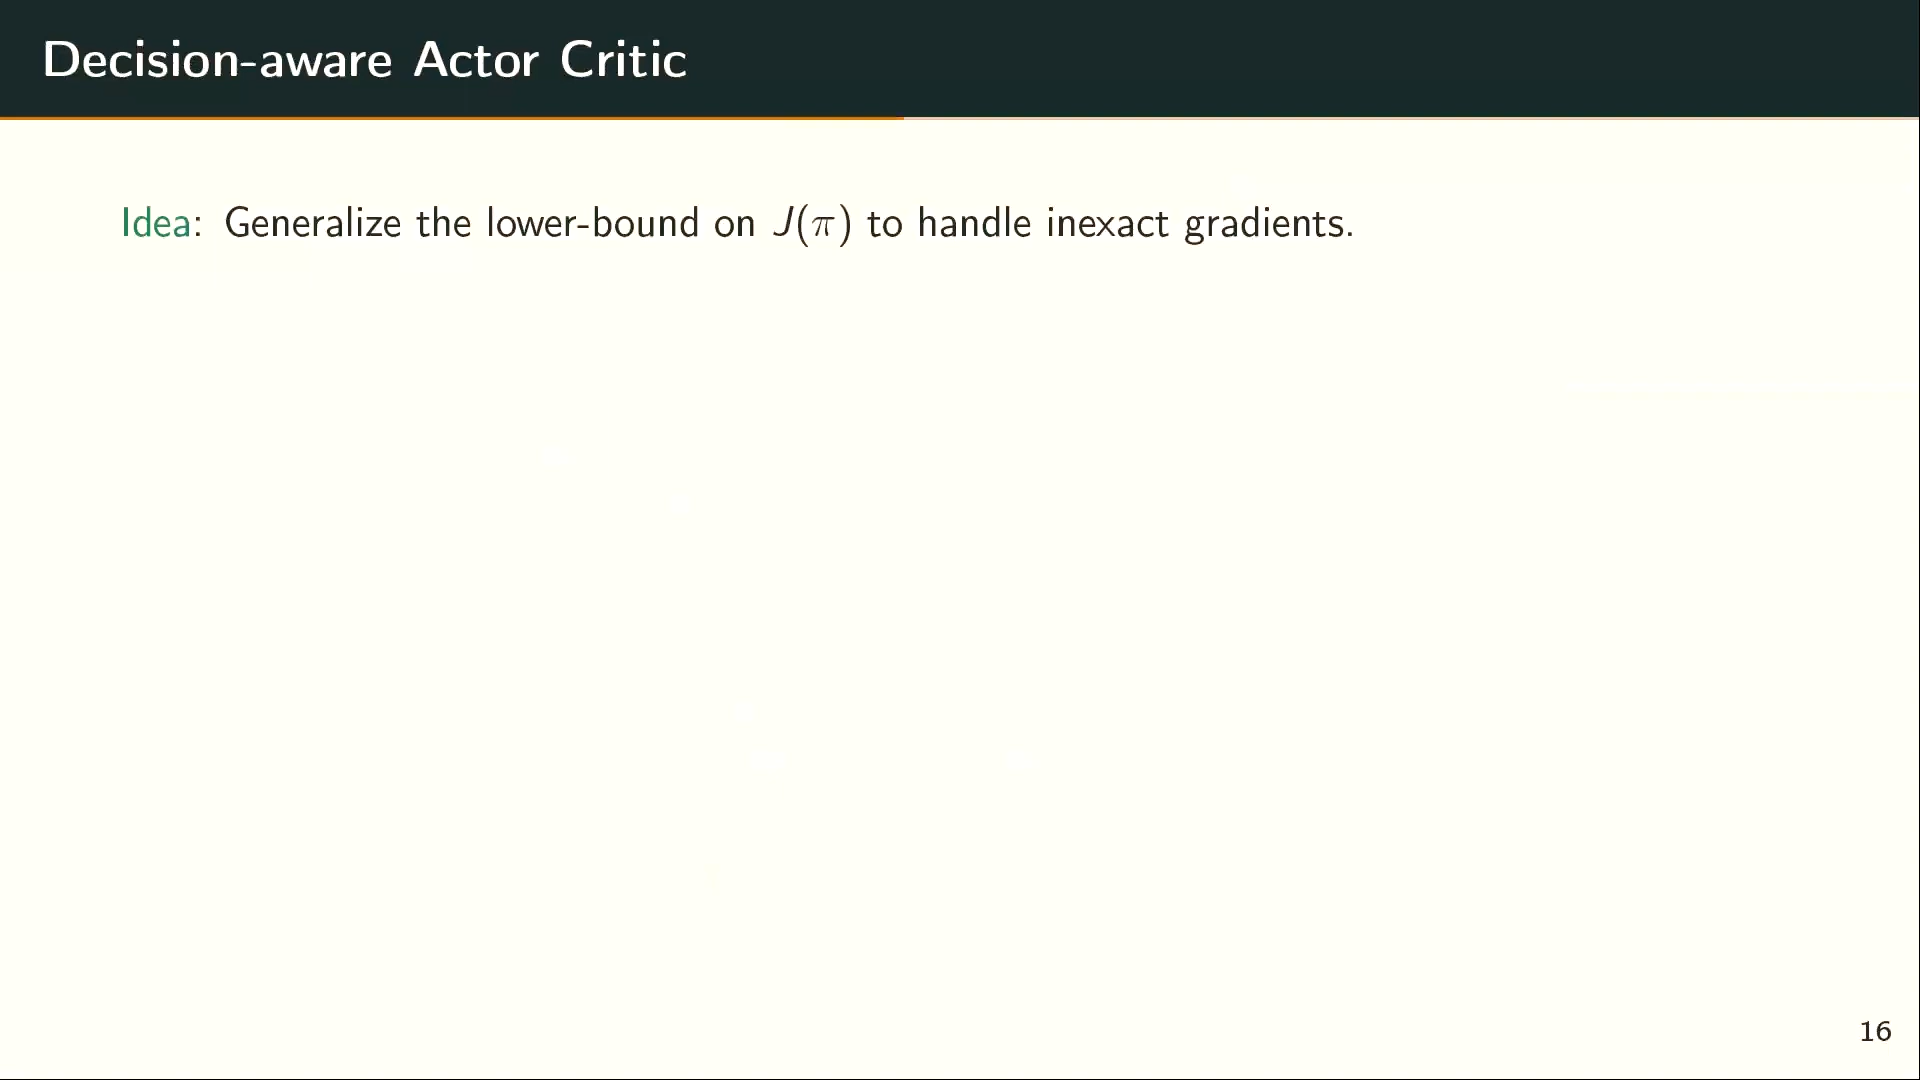 Decision-aware Actor Critic
Idea: Generalize the lower-bound on J(π) to handle inexact gradients.
16